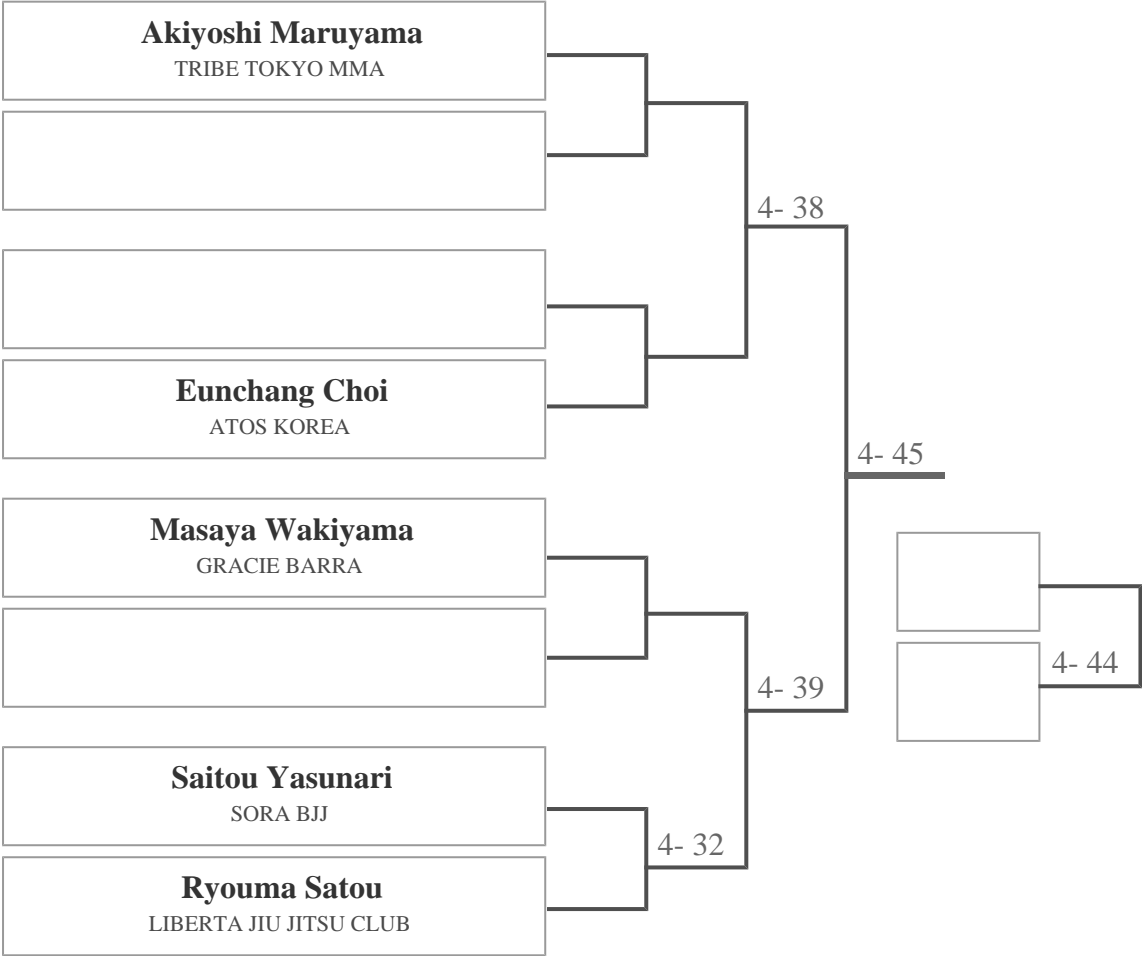 Akiyoshi Maruyama
TRIBE TOKYO MMA
4- 38
Eunchang Choi
ATOS KOREA
4- 45
Masaya Wakiyama
GRACIE BARRA
4- 44
4- 39
Saitou Yasunari
SORA BJJ
4- 32
Ryouma Satou
LIBERTA JIU JITSU CLUB